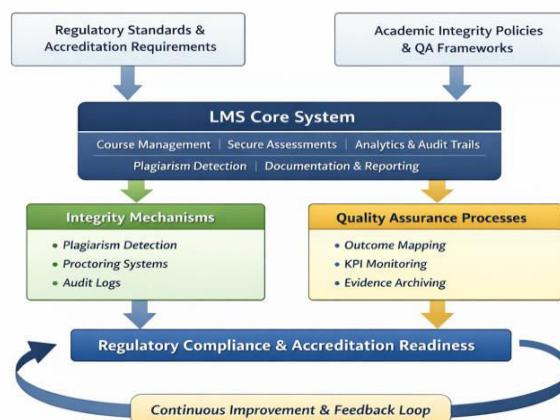 Regulatory Standards &
Accreditation Requirements
Academic Integrity Policies
& QA Frameworks
LMS Core System
Course Management | Secure Assessments | Analytics & Audit Trails
Plagiarism Detection | Documentation & Reporting
Integrity Mechanisms
• Plagiarism Detection
• Proctoring Systems
• Audit Logs
Quality Assurance Processes
• Outcome Mapping
• KPI Monitoring
• Evidence Archiving
Regulatory Compliance & Accreditation Readiness
Continuous Improvement & Feedback Loop